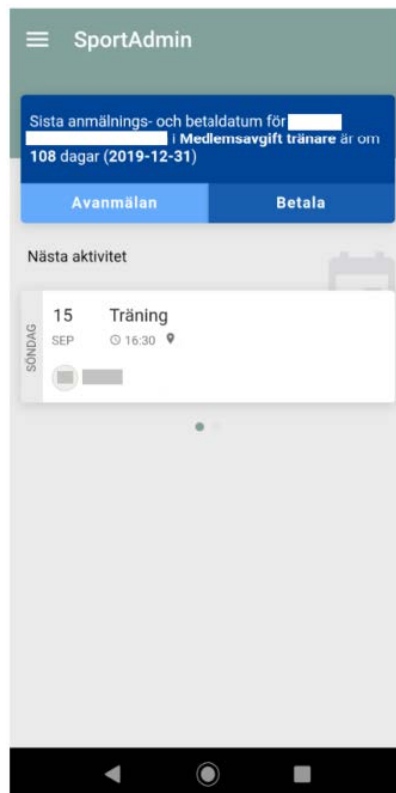 SportAdmin
Sista anmälnings- och betaldatum för
i Medlemsavgift tränare är om
108 dagar (2019-12-31)
Avanmälan Betala
Nästa aktivitet
SÖNDAG
15 Träning
SEP 16:30